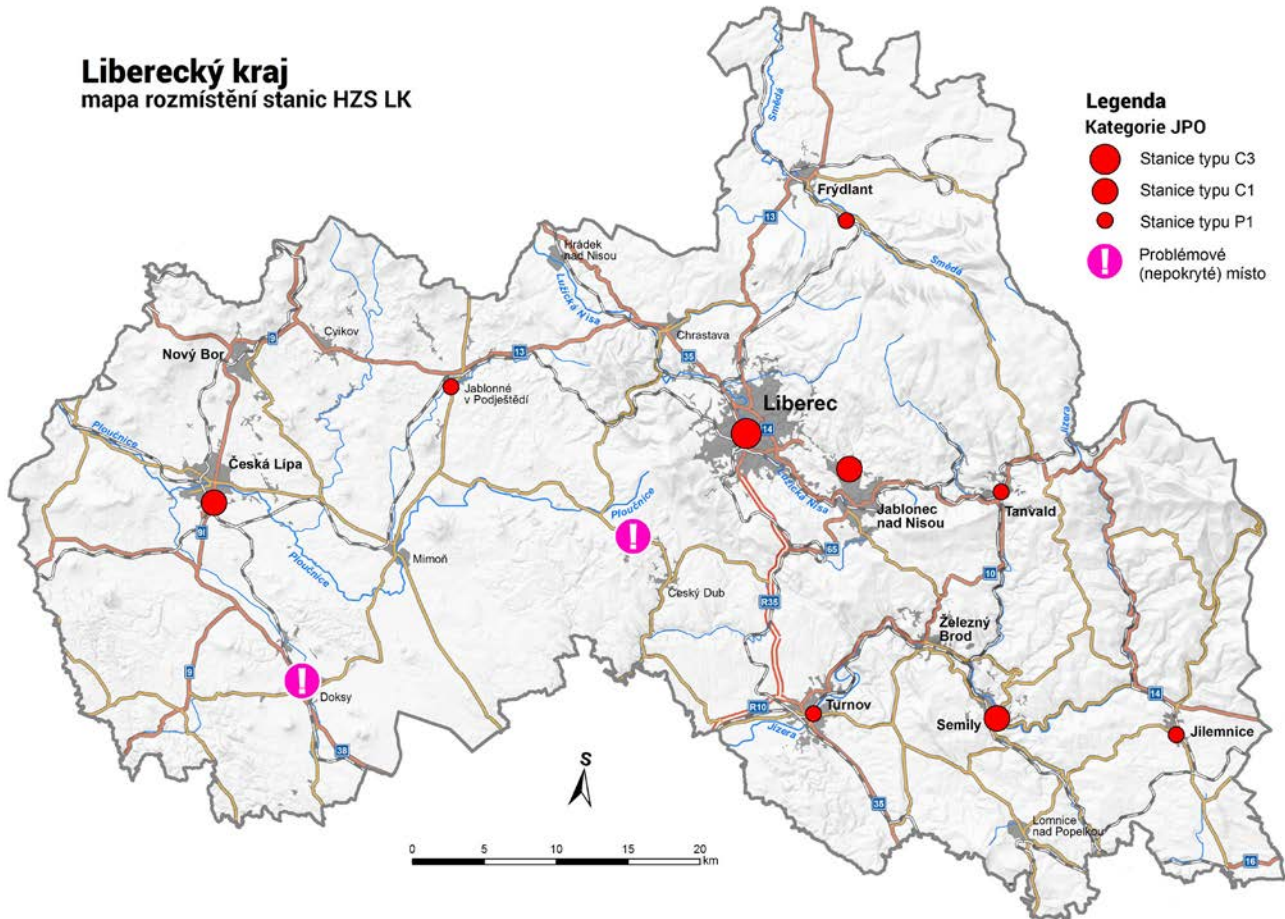 Liberecký kraj
mapa rozmístění stanic HZS LK
Legenda
Kategorie JPO
Stanice typu C3
Stanice typu C1
Stanice typu P1
Problémové
(nepokryté) místo
Smědá
Frýdlant
13
Smědá
Hrádek
nad Nisou
Lužická Nisa
Chrastava
35
Cvikov
9
Nový Bor
13
Jablonné
v Podještědí
Liberec
14
Jizera
Ploučnice
Česká Lípa
Lužická Nisa
Ploučnice
Jablonec
nad Nisou
Tanvald
9
Ploučnice
Mimoň
65
10
Český Dub
R35
Železný
Brod
9
Doksy
R10
Turnov
Jizera
Semily
14
Jilemnice
38
S
35
Lomnice
nad Popelkou
16
0 5 10 15 20
km